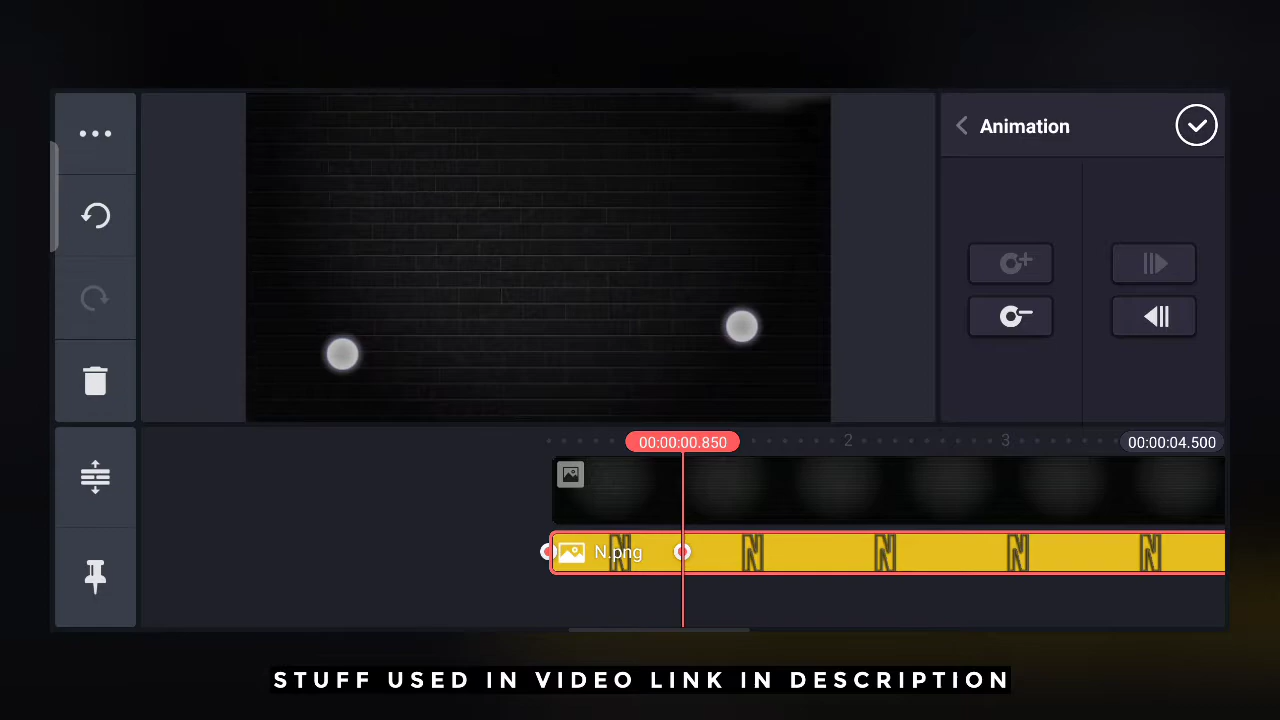 Animation
00:00:00.850
2
3
00:00:04.500
N.png
N N N N N
STUFF USED IN VIDEO LINK IN DESCRIPTION